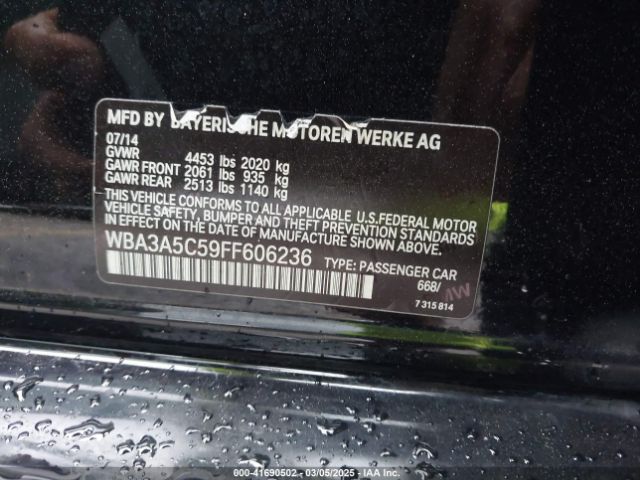 MFD BY BAYERISCHE MOTOREN WERKE AG
07/14
GVWR 4453 lbs 2020 kg
GAWR FRONT 2061 lbs 935 kg
GAWR REAR 2513 lbs 1140 kg
THIS VEHICLE CONFORMS TO ALL APPLICABLE U.S.FEDERAL MOTOR
VEHICLE SAFETY, BUMPER AND THEFT PREVENTION STANDARDS
IN EFFECT ON THE DATE OF MANUFACTURE SHOWN ABOVE.
WBA3A5C59FF606236 TYPE: PASSENGER CAR
668/ 1W
7 315 814
000-41690502 — 03/05/2025 — IAA Inc.